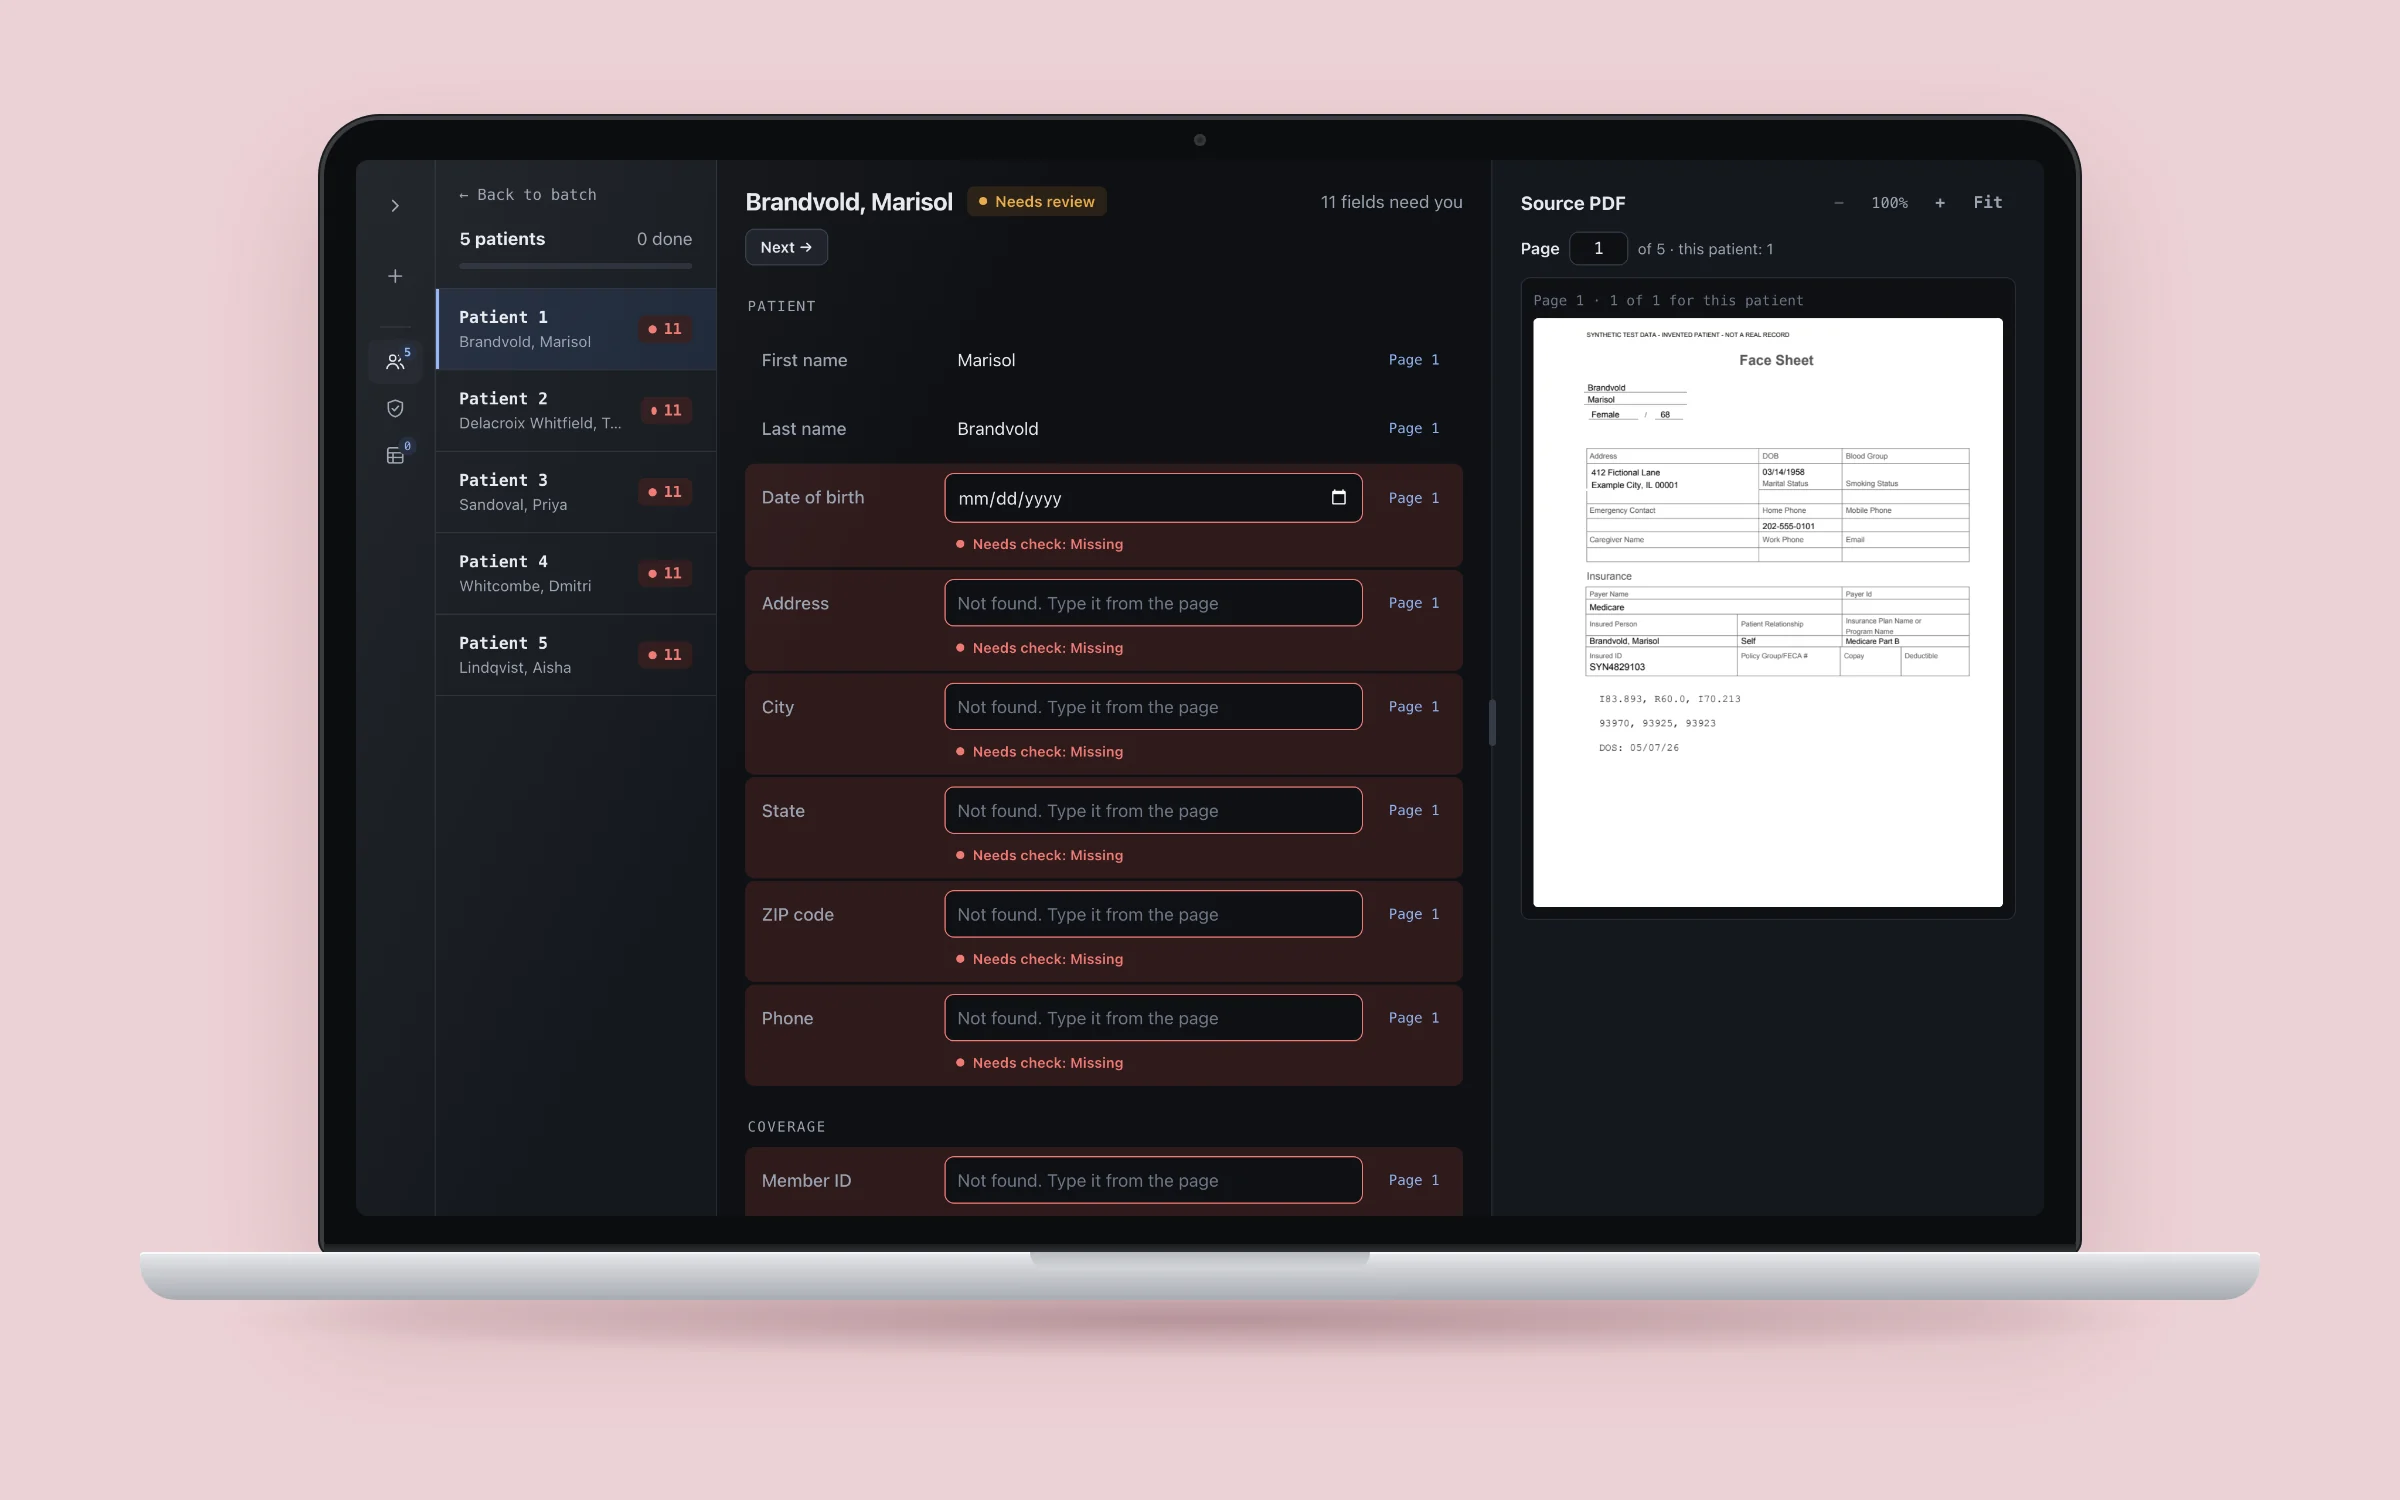 ← Back to batch
5 patients
0 done
5
0
Patient 1
Brandvold, Marisol
11
Patient 2
Delacroix Whitfield, T...
11
Patient 3
Sandoval, Priya
11
Patient 4
Whitcombe, Dmitri
11
Patient 5
Lindqvist, Aisha
11
Brandvold, Marisol
Needs review
11 fields need you
Next →
PATIENT
First name
Marisol
Page 1
Last name
Brandvold
Page 1
Date of birth
mm/dd/yyyy
Page 1
Needs check: Missing
Address
Not found. Type it from the page
Page 1
Needs check: Missing
City
Not found. Type it from the page
Page 1
Needs check: Missing
State
Not found. Type it from the page
Page 1
Needs check: Missing
ZIP code
Not found. Type it from the page
Page 1
Needs check: Missing
Phone
Not found. Type it from the page
Page 1
Needs check: Missing
COVERAGE
Member ID
Not found. Type it from the page
Page 1
Source PDF
− 100% + Fit
Page 1 of 5 · this patient: 1
Page 1 · 1 of 1 for this patient
SYNTHETIC TEST DATA - INVENTED PATIENT - NOT A REAL RECORD
Face Sheet
Brandvold
Marisol
Female / 68
Address DOB Blood Group
412 Fictional Lane 03/14/1958
Example City, IL 00001 Marital Status Smoking Status
Emergency Contact Home Phone Mobile Phone
202-555-0101
Caregiver Name Work Phone Email
Insurance
Payer Name Payer Id
Medicare
Insured Person Patient Relationship Insurance Plan Name or
Program Name
Brandvold, Marisol Self Medicare Part B
Insured ID Policy Group/FECA # Copay Deductible
SYN4829103
I83.893, R60.0, I70.213
93970, 93925, 93923
DOS: 05/07/26